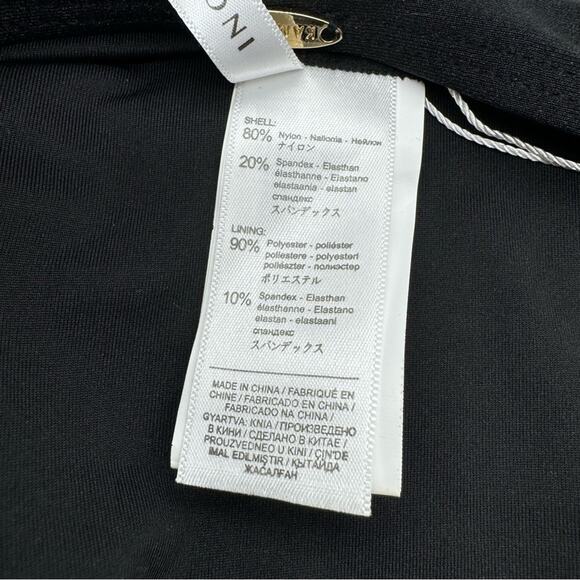 ONI
SHELL:
80% Nylon - Nailonia - Нейлон
ナイロン
20% Spandex - Elasthan
élasthanne - Elastano
elastaania - elastan
спандекс
スパンデックス
LINING:
90% Polyester - poliéster
poliestere - polyesteri
poliészter - полиэстер
ポリエステル
10% Spandex - Elasthan
élasthanne - Elastano
elastan - elastaani
спандекс
スパンデックス
MADE IN CHINA / FABRIQUÉ EN
CHINE / FABRICADO EN CHINA /
FABRICADO NA CHINA /
GYARTVA: KNIA / ПРОИЗВЕДЕНО
В КИНИ / СДЕЛАНО В КИТАЕ /
PROUZVEDNEO U KINI / ÇIN'DE
IMAL EDILMIŞTIR / ҚЫТАЙДА
ЖАСАЛҒАН